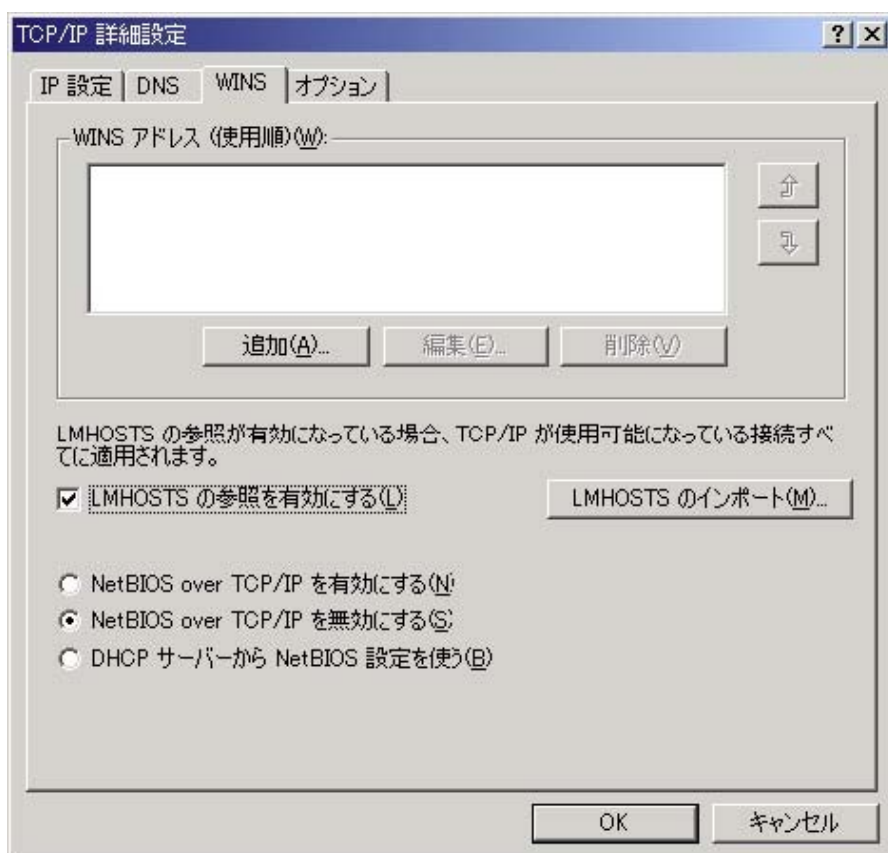 TCP/IP 詳細設定
IP 設定 DNS WINS オプション
WINS アドレス (使用順)(W):
追加(A)... 編集(E)... 削除(V)
LMHOSTS の参照が有効になっている場合、TCP/IP が使用可能になっている接続すべ
てに適用されます。
LMHOSTS の参照を有効にする(L) LMHOSTS のインポート(M)...
NetBIOS over TCP/IP を有効にする(N)
NetBIOS over TCP/IP を無効にする(S)
DHCP サーバーから NetBIOS 設定を使う(B)
OK キャンセル